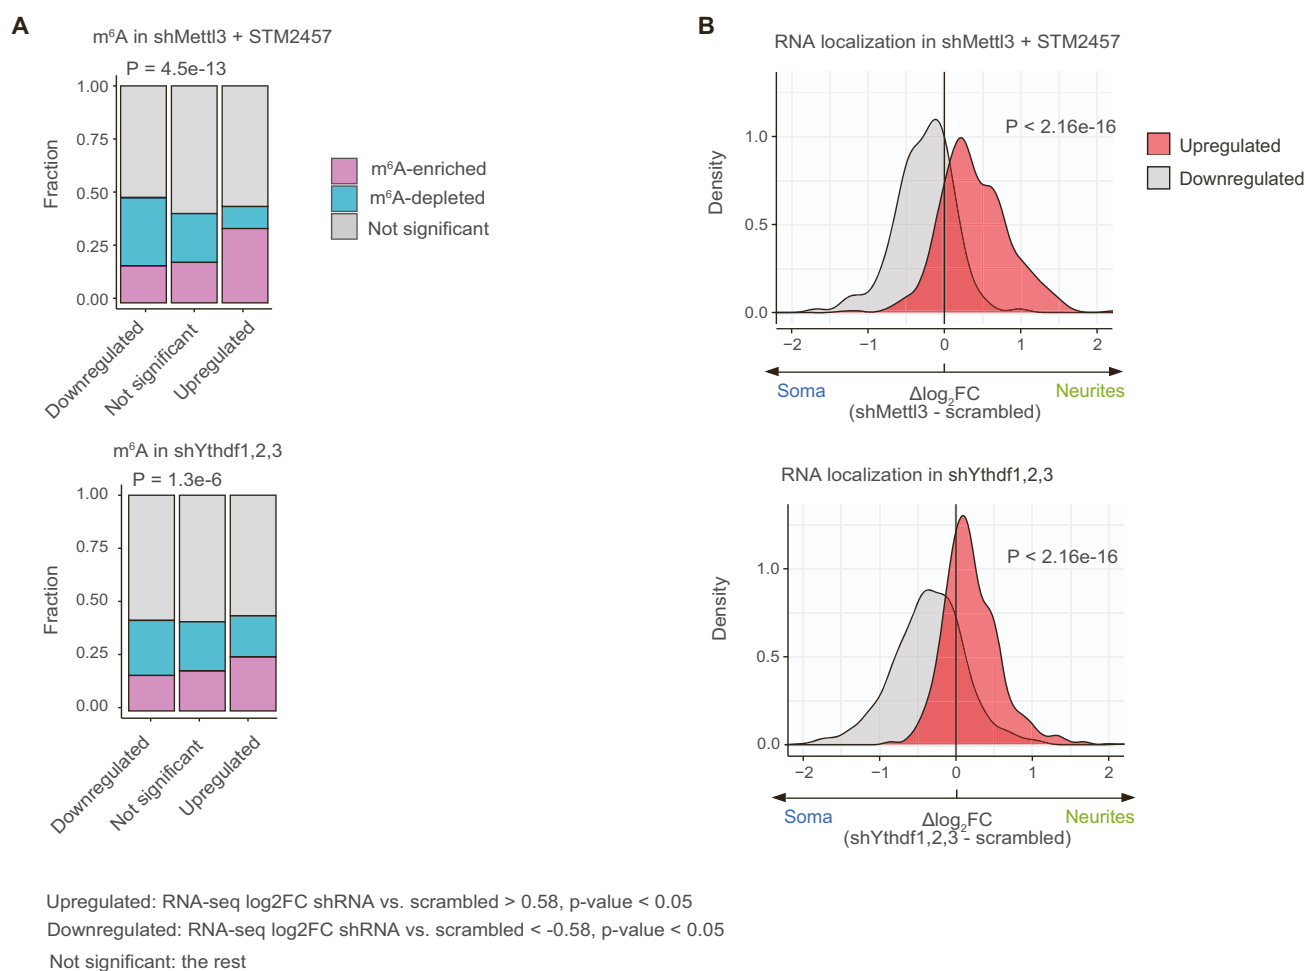 A
m⁶A in shMettl3 + STM2457
P = 4.5e-13
1.00
0.75
0.50
0.25
0.00
Fraction
Downregulated
Not significant
Upregulated
m⁶A-enriched
m⁶A-depleted
Not significant
m⁶A in shYthdf1,2,3
P = 1.3e-6
1.00
0.75
0.50
0.25
0.00
Fraction
Downregulated
Not significant
Upregulated
B
RNA localization in shMettl3 + STM2457
P < 2.16e-16
1.0
0.5
0.0
Density
−2 −1 0 1 2
Soma
Δlog₂FC
Neurites
(shMettl3 - scrambled)
Upregulated
Downregulated
RNA localization in shYthdf1,2,3
P < 2.16e-16
1.0
0.5
0.0
Density
−2 −1 0 1 2
Soma
Δlog₂FC
Neurites
(shYthdf1,2,3 - scrambled)
Upregulated: RNA-seq log2FC shRNA vs. scrambled > 0.58, p-value < 0.05
Downregulated: RNA-seq log2FC shRNA vs. scrambled < -0.58, p-value < 0.05
Not significant: the rest